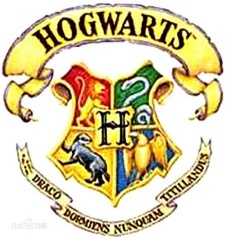 HOGWARTS
H
DRACO
DORMIENS NUNQUAM
TITILLANDUS